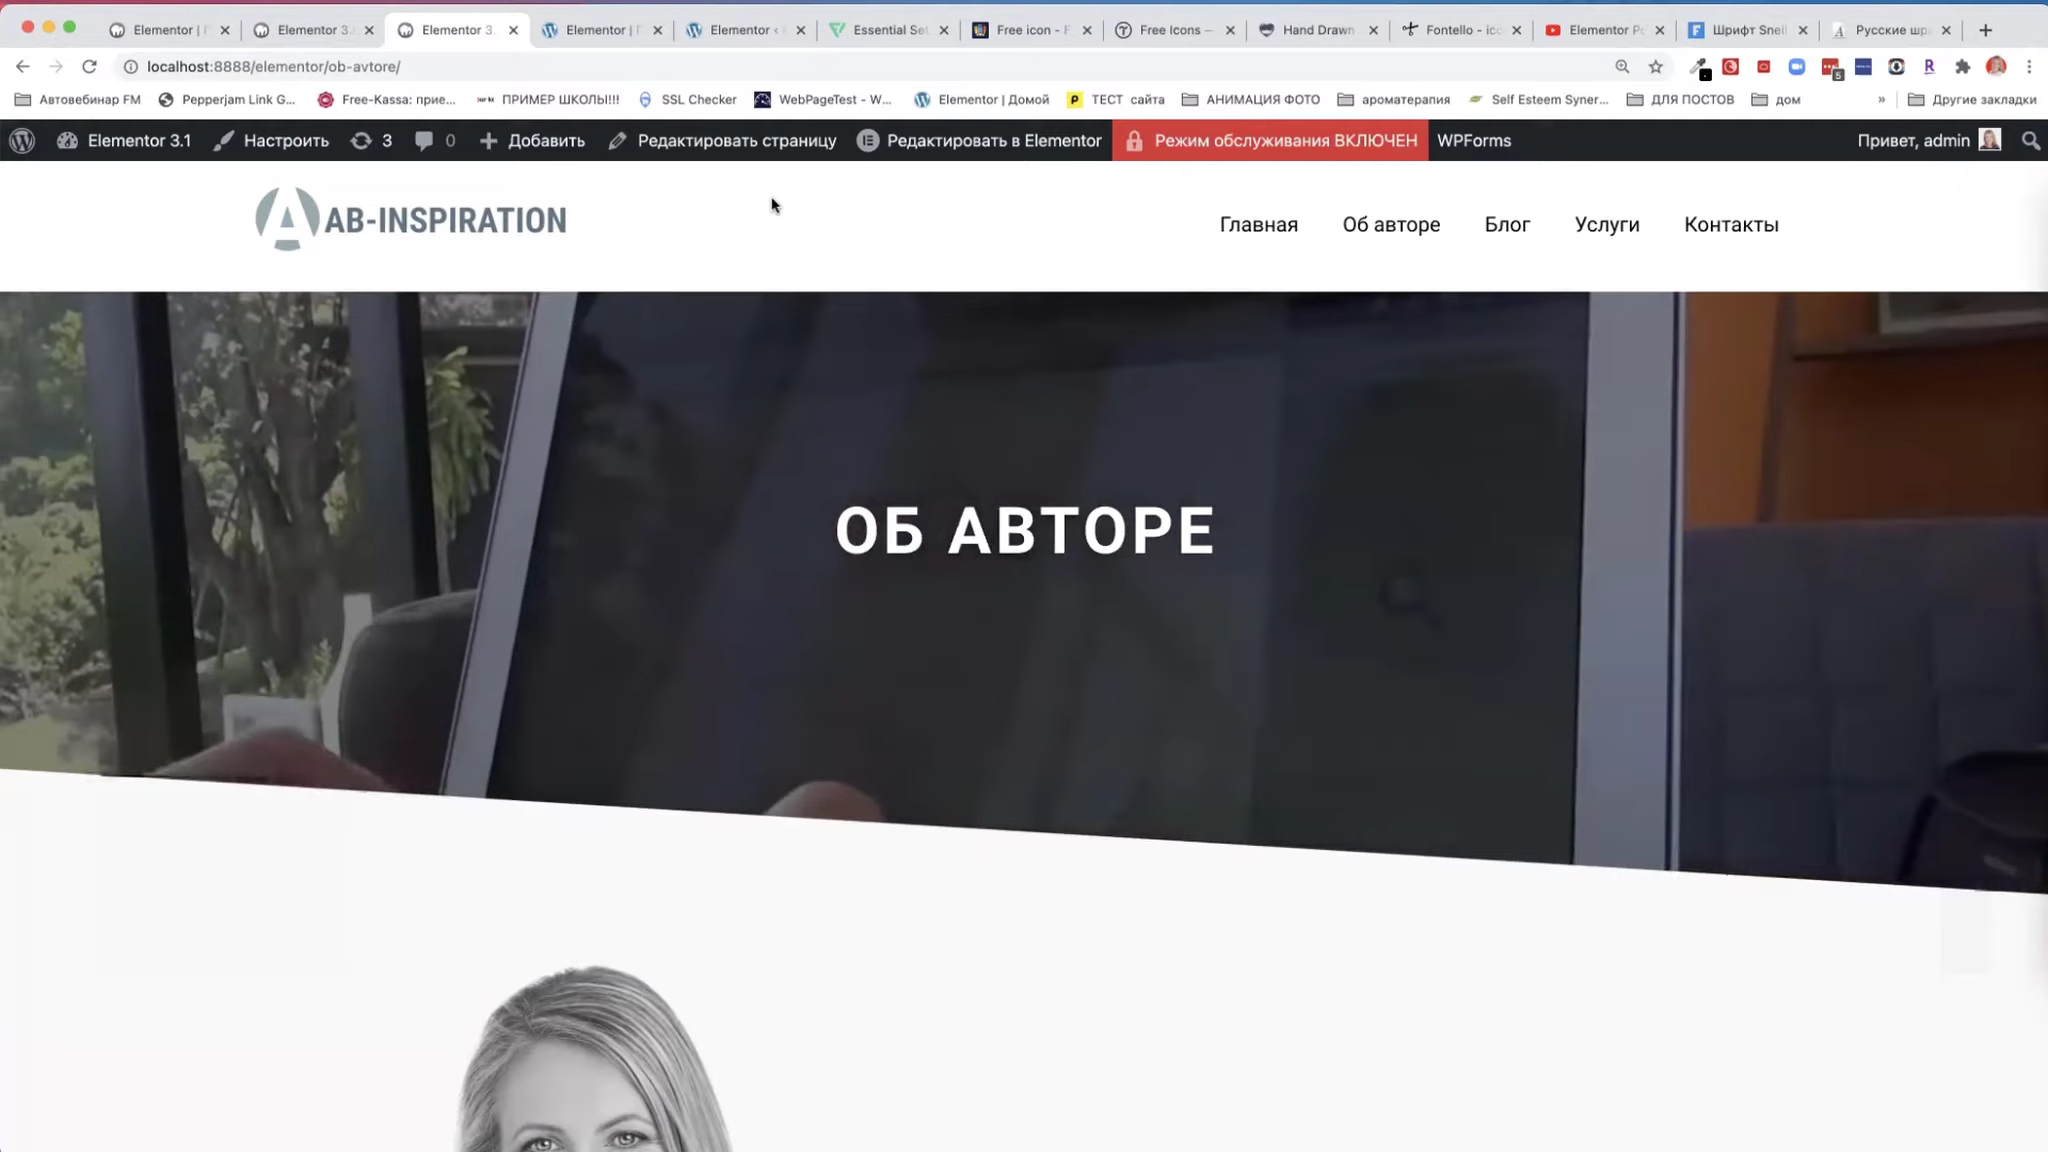 Elementor |
Elementor 3.
Elementor 3.
Elementor |
Elementor ‹
Essential Se
Free icon - F
Free Icons —
Hand Drawn
Fontello - ico
Elementor P
Шрифт Snell
Русские шр
localhost:8888/elementor/ob-avtore/
Автовебинар FM
Pepperjam Link G...
Free-Kassa: прие...
ПРИМЕР ШКОЛЫ!!!
SSL Checker
WebPageTest - W...
Elementor | Домой
ТЕСТ сайта
АНИМАЦИЯ ФОТО
ароматерапия
Self Esteem Syner...
ДЛЯ ПОСТОВ
дом
»
Другие закладки
Elementor 3.1
Настроить
3
0
Добавить
Редактировать страницу
Редактировать в Elementor
Режим обслуживания ВКЛЮЧЕН
WPForms
Привет, admin
AB-INSPIRATION
Главная
Об авторе
Блог
Услуги
Контакты
ОБ АВТОРЕ